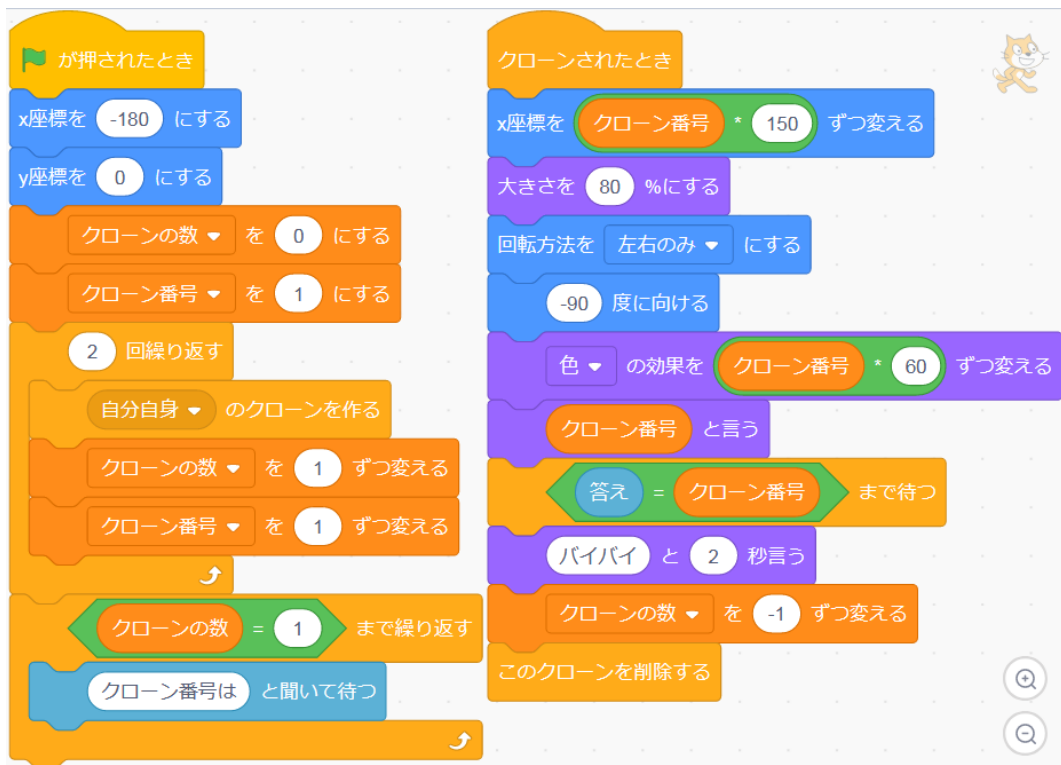 が押されたとき
x座標を -180 にする
y座標を 0 にする
クローンの数 を 0 にする
クローン番号 を 1 にする
2 回繰り返す
自分自身 のクローンを作る
クローンの数 を 1 ずつ変える
クローン番号 を 1 ずつ変える
クローンの数 = 1 まで繰り返す
クローン番号は と聞いて待つ
クローンされたとき
x座標を クローン番号 * 150 ずつ変える
大きさを 80 %にする
回転方法を 左右のみ にする
-90 度に向ける
色 の効果を クローン番号 * 60 ずつ変える
クローン番号 と言う
答え = クローン番号 まで待つ
バイバイ と 2 秒言う
クローンの数 を -1 ずつ変える
このクローンを削除する